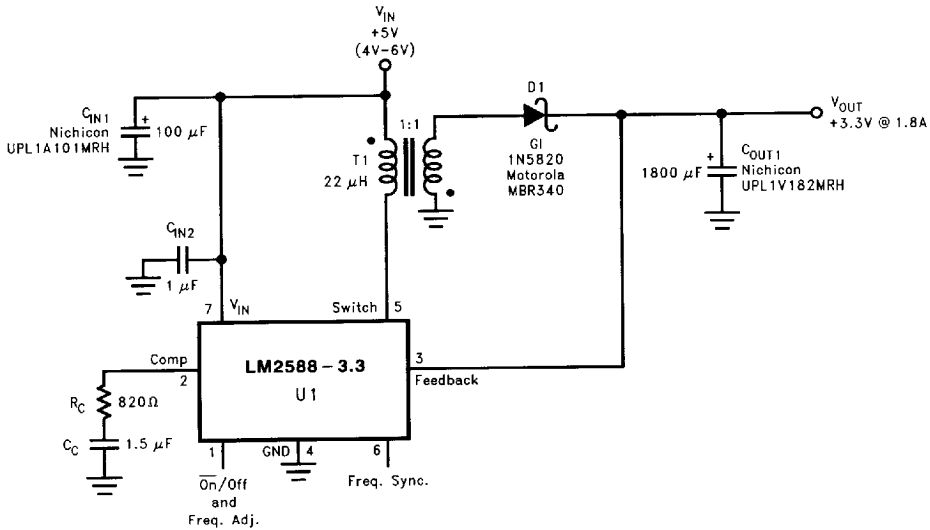 V_IN
+5V
(4V–6V)
C_IN1
Nichicon
UPL1A101MRH
+
100 μF
T1
22 μH
1:1
D1
GI
1N5820
Motorola
MBR340
V_OUT
+3.3V @ 1.8A
+
1800 μF
C_OUT1
Nichicon
UPL1V182MRH
C_IN2
1 μF
7
V_IN
Switch
5
Comp
2
LM2588–3.3
U1
3
Feedback
R_C
820Ω
C_C
1.5 μF
1
GND
4
6
O̅n̅/Off
and
Freq. Adj.
Freq. Sync.